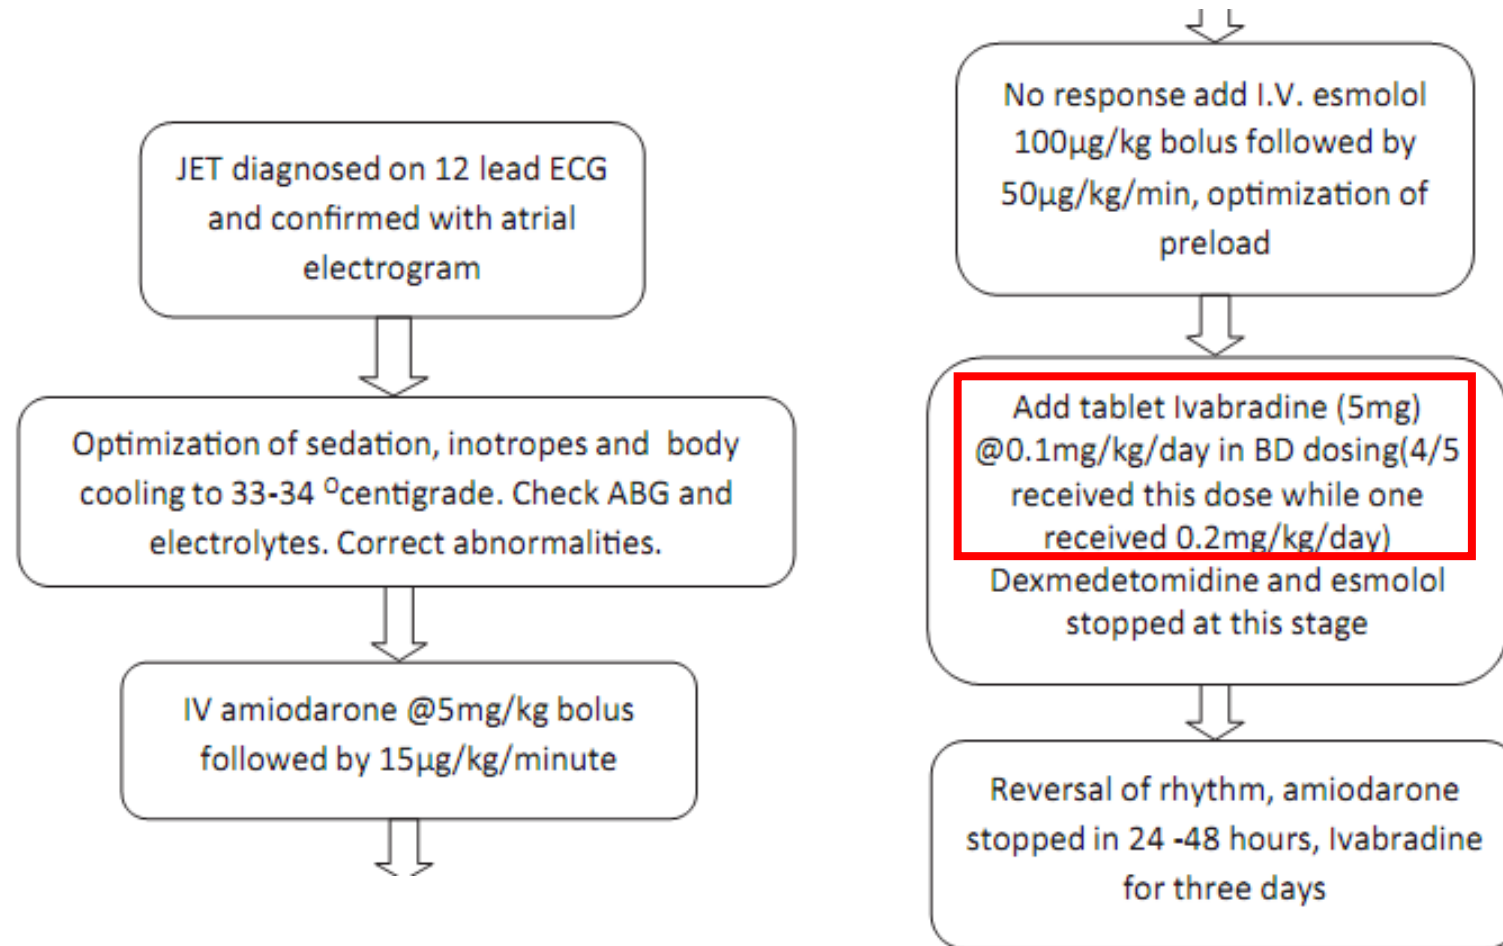 JET diagnosed on 12 lead ECG
and confirmed with atrial
electrogram
Optimization of sedation, inotropes and  body
cooling to 33-34 ᴼcentigrade. Check ABG and
electrolytes. Correct abnormalities.
IV amiodarone @5mg/kg bolus
followed by 15µg/kg/minute
No response add I.V. esmolol
100µg/kg bolus followed by
50µg/kg/min, optimization of
preload
Add tablet Ivabradine (5mg)
@0.1mg/kg/day in BD dosing(4/5
received this dose while one
received 0.2mg/kg/day)
Dexmedetomidine and esmolol
stopped at this stage
Reversal of rhythm, amiodarone
stopped in 24 -48 hours, Ivabradine
for three days